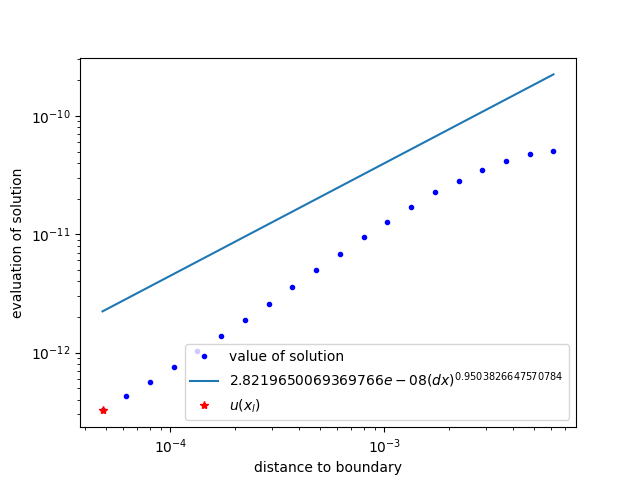 10⁻¹⁰
10⁻¹¹
10⁻¹²
evaluation of solution
value of solution
2.8219650069369766e − 08(dx)^0.9503826647570784
u(x_l)
10⁻⁴
10⁻³
distance to boundary